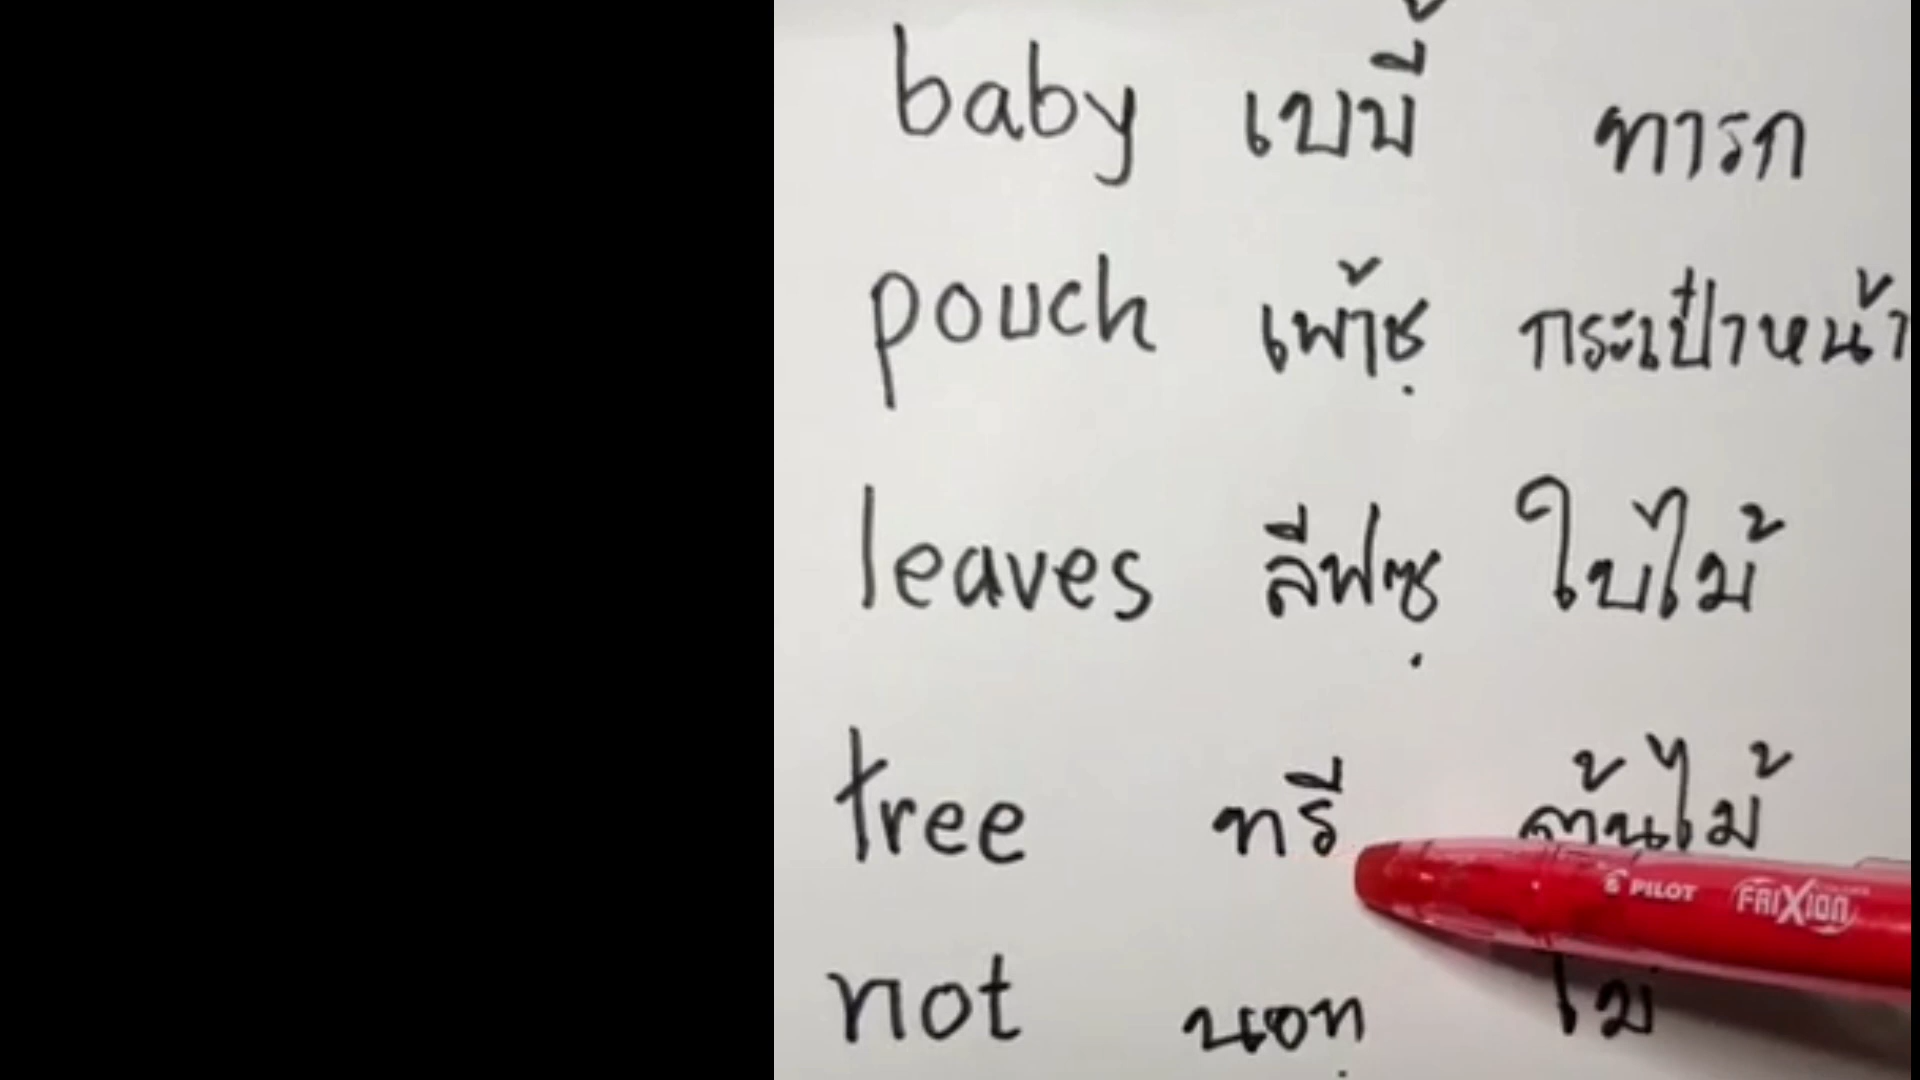 baby เบบี้ ทารก
pouch เพ้าชฺ กระเป๋าหน้า
leaves ลีฟซฺ ใบไม้
tree ทรี ต้นไม้
PILOT FRIXION
not นอทฺ